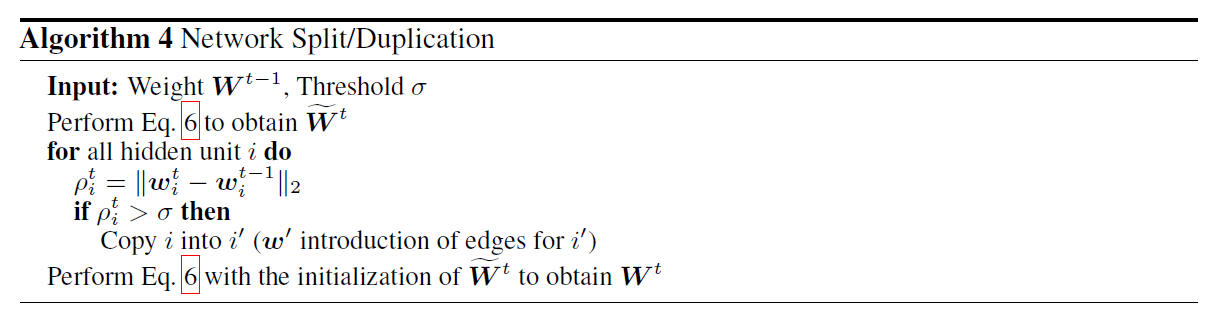 Algorithm 4 Network Split/Duplication
Input: Weight $\boldsymbol{W}^{t-1}$, Threshold $\sigma$
Perform Eq. 6 to obtain $\widetilde{\boldsymbol{W}}^t$
for all hidden unit $i$ do
$\rho_i^t = \|\boldsymbol{w}_i^t - \boldsymbol{w}_i^{t-1}\|_2$
if $\rho_i^t > \sigma$ then
Copy $i$ into $i'$ ($\boldsymbol{w}'$ introduction of edges for $i'$)
Perform Eq. 6 with the initialization of $\widetilde{\boldsymbol{W}}^t$ to obtain $\boldsymbol{W}^t$